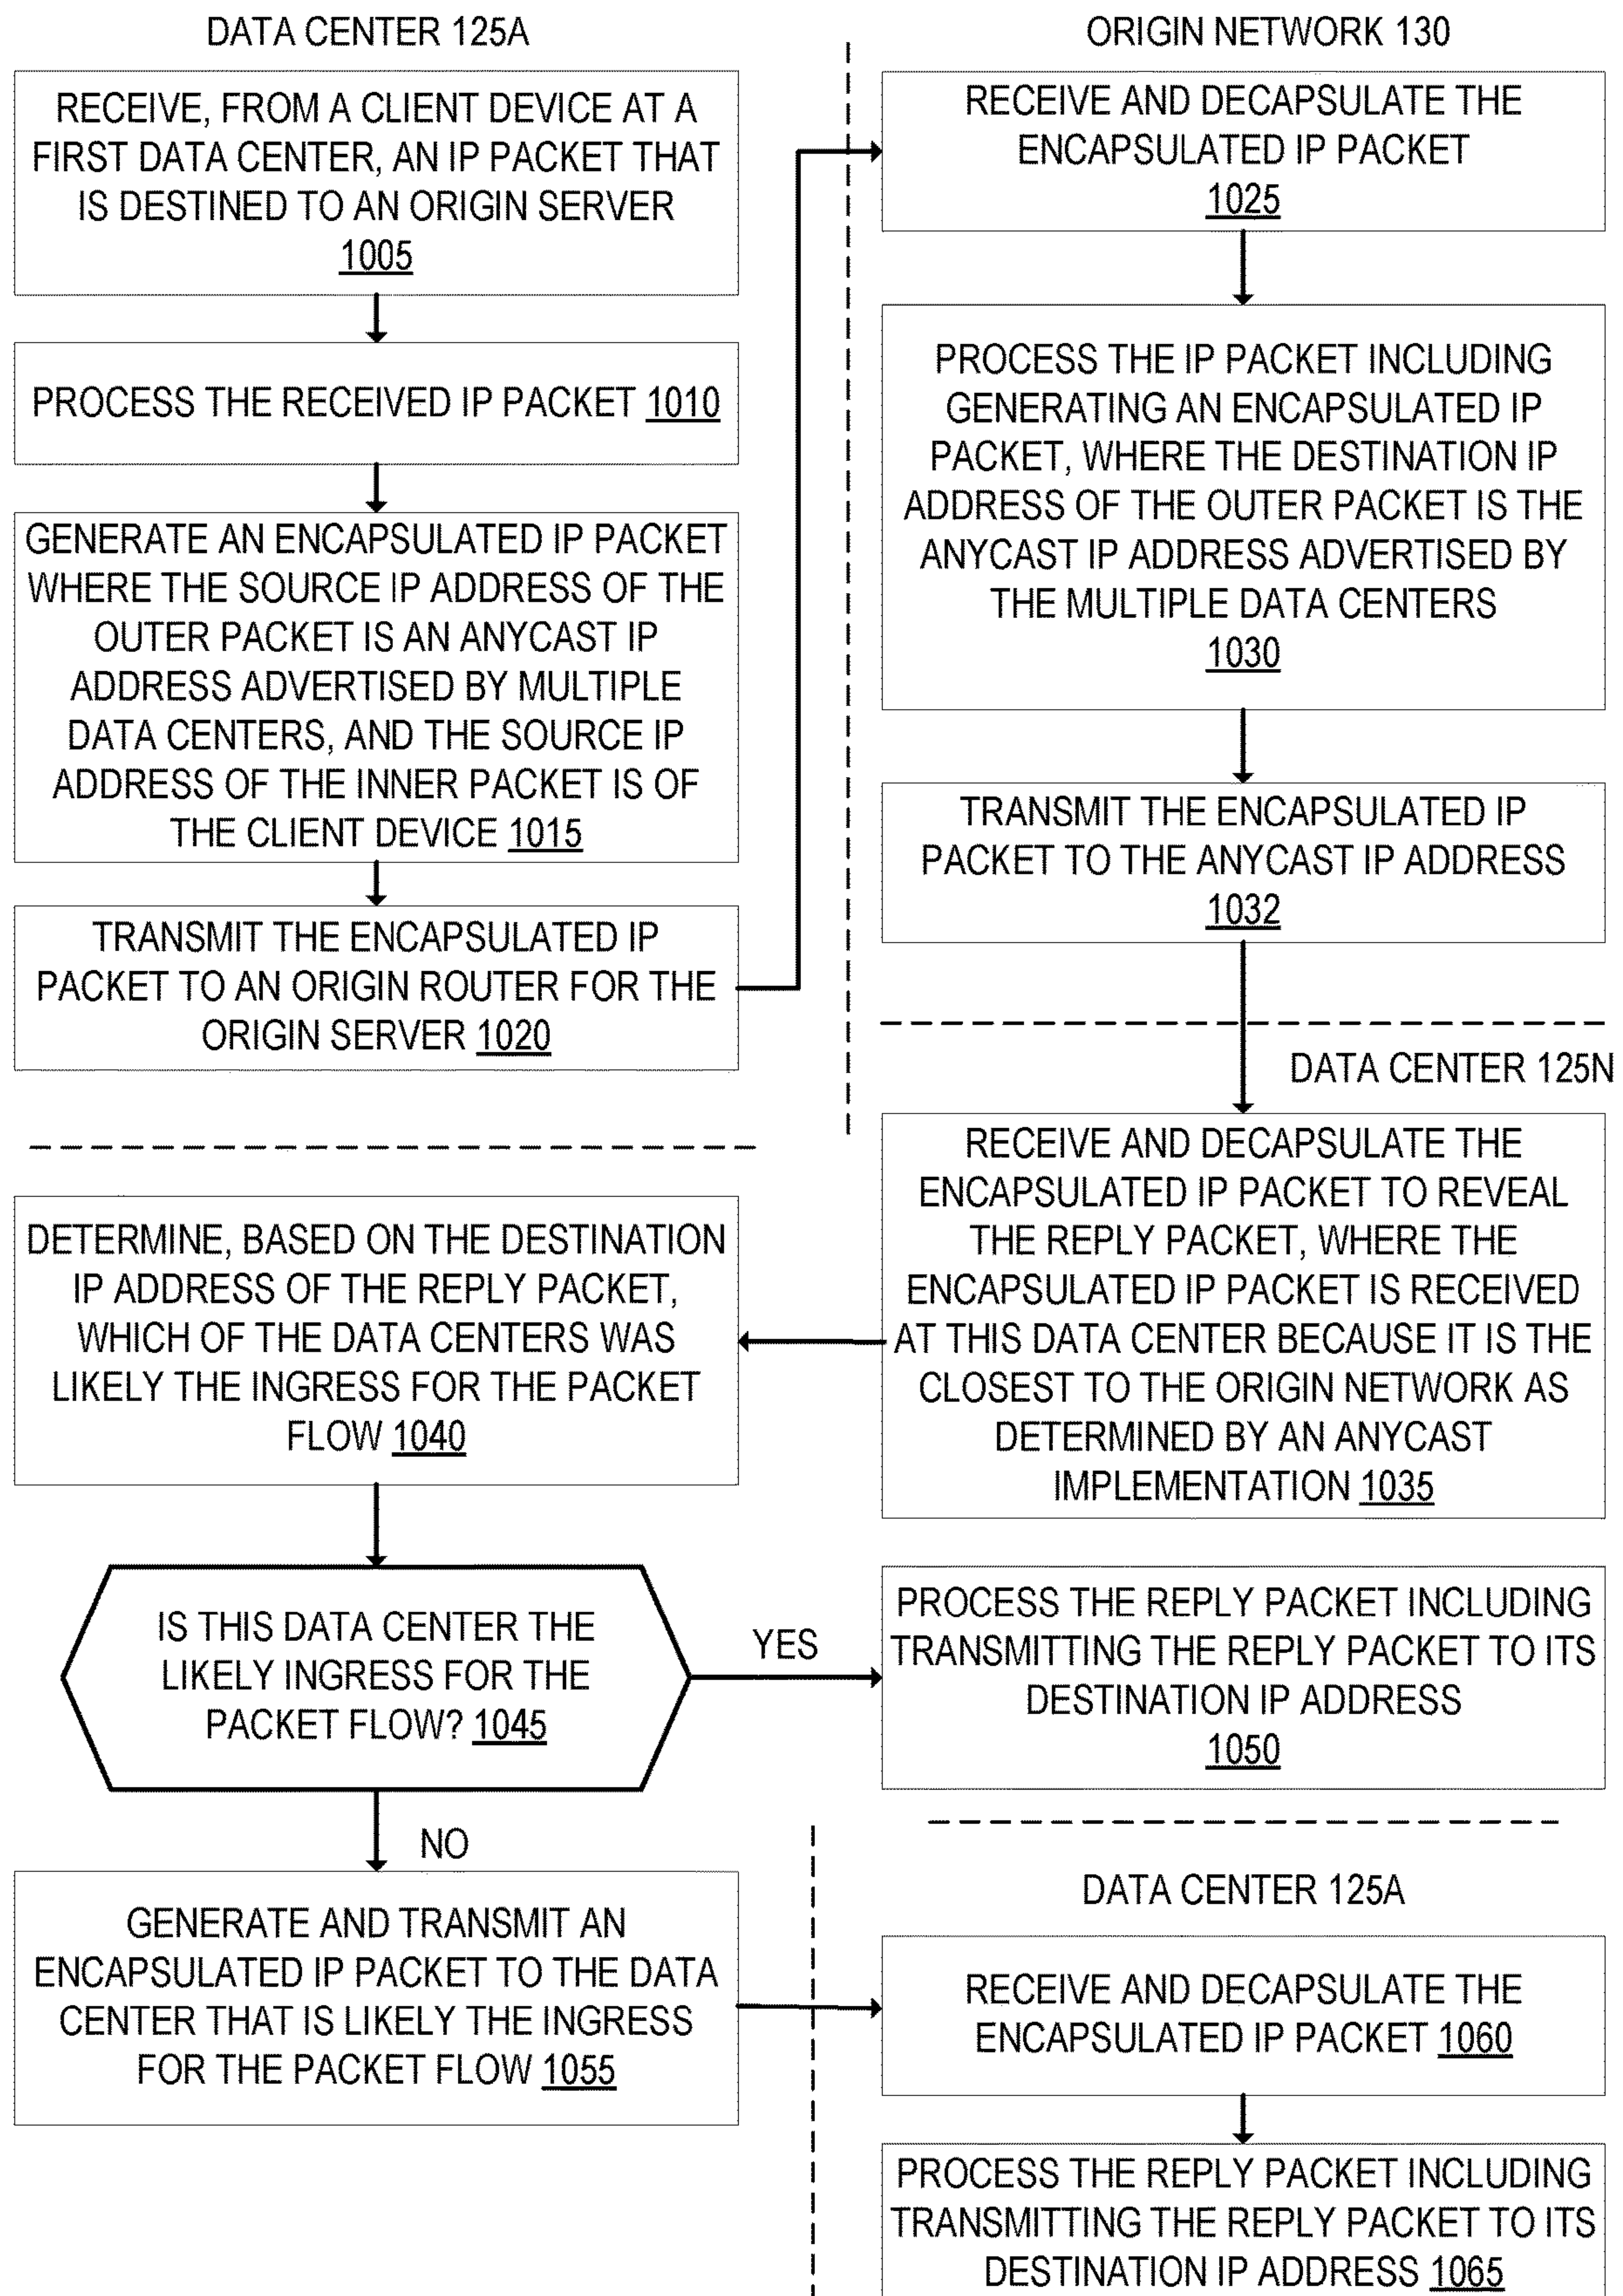 DATA CENTER 125A
RECEIVE, FROM A CLIENT DEVICE AT A
FIRST DATA CENTER, AN IP PACKET THAT
IS DESTINED TO AN ORIGIN SERVER
1005
PROCESS THE RECEIVED IP PACKET 1010
GENERATE AN ENCAPSULATED IP PACKET
WHERE THE SOURCE IP ADDRESS OF THE
OUTER PACKET IS AN ANYCAST IP
ADDRESS ADVERTISED BY MULTIPLE
DATA CENTERS, AND THE SOURCE IP
ADDRESS OF THE INNER PACKET IS OF
THE CLIENT DEVICE 1015
TRANSMIT THE ENCAPSULATED IP
PACKET TO AN ORIGIN ROUTER FOR THE
ORIGIN SERVER 1020
ORIGIN NETWORK 130
RECEIVE AND DECAPSULATE THE
ENCAPSULATED IP PACKET
1025
PROCESS THE IP PACKET INCLUDING
GENERATING AN ENCAPSULATED IP
PACKET, WHERE THE DESTINATION IP
ADDRESS OF THE OUTER PACKET IS THE
ANYCAST IP ADDRESS ADVERTISED BY
THE MULTIPLE DATA CENTERS
1030
TRANSMIT THE ENCAPSULATED IP
PACKET TO THE ANYCAST IP ADDRESS
1032
DATA CENTER 125N
RECEIVE AND DECAPSULATE THE
ENCAPSULATED IP PACKET TO REVEAL
THE REPLY PACKET, WHERE THE
ENCAPSULATED IP PACKET IS RECEIVED
AT THIS DATA CENTER BECAUSE IT IS THE
CLOSEST TO THE ORIGIN NETWORK AS
DETERMINED BY AN ANYCAST
IMPLEMENTATION 1035
DETERMINE, BASED ON THE DESTINATION
IP ADDRESS OF THE REPLY PACKET,
WHICH OF THE DATA CENTERS WAS
LIKELY THE INGRESS FOR THE PACKET
FLOW 1040
IS THIS DATA CENTER THE
LIKELY INGRESS FOR THE
PACKET FLOW? 1045
YES
PROCESS THE REPLY PACKET INCLUDING
TRANSMITTING THE REPLY PACKET TO ITS
DESTINATION IP ADDRESS
1050
NO
GENERATE AND TRANSMIT AN
ENCAPSULATED IP PACKET TO THE DATA
CENTER THAT IS LIKELY THE INGRESS
FOR THE PACKET FLOW 1055
DATA CENTER 125A
RECEIVE AND DECAPSULATE THE
ENCAPSULATED IP PACKET 1060
PROCESS THE REPLY PACKET INCLUDING
TRANSMITTING THE REPLY PACKET TO ITS
DESTINATION IP ADDRESS 1065